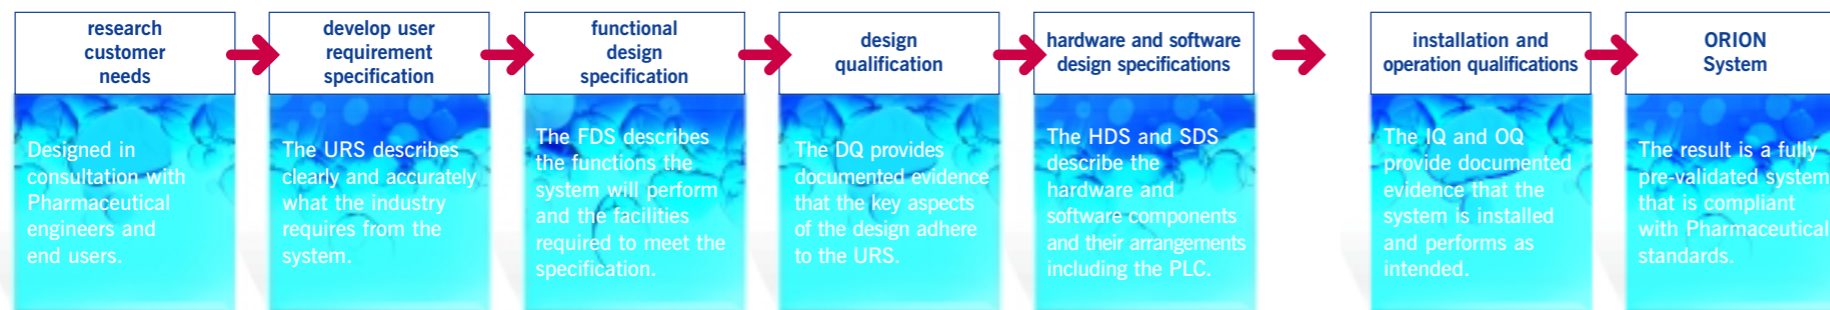 research
customer
needs
Designed in
consultation with
Pharmaceutical
engineers and
end users.
develop user
requirement
specification
The URS describes
clearly and accurately
what the industry
requires from the
system.
functional
design
specification
The FDS describes
the functions the
system will perform
and the facilities
required to meet the
specification.
design
qualification
The DQ provides
documented evidence
that the key aspects
of the design adhere
to the URS.
hardware and software
design specifications
The HDS and SDS
describe the
hardware and
software components
and their arrangements
including the PLC.
installation and
operation qualifications
The IQ and OQ
provide documented
evidence that the
system is installed
and performs as
intended.
ORION
System
The result is a fully
pre-validated system
that is compliant
with Pharmaceutical
standards.